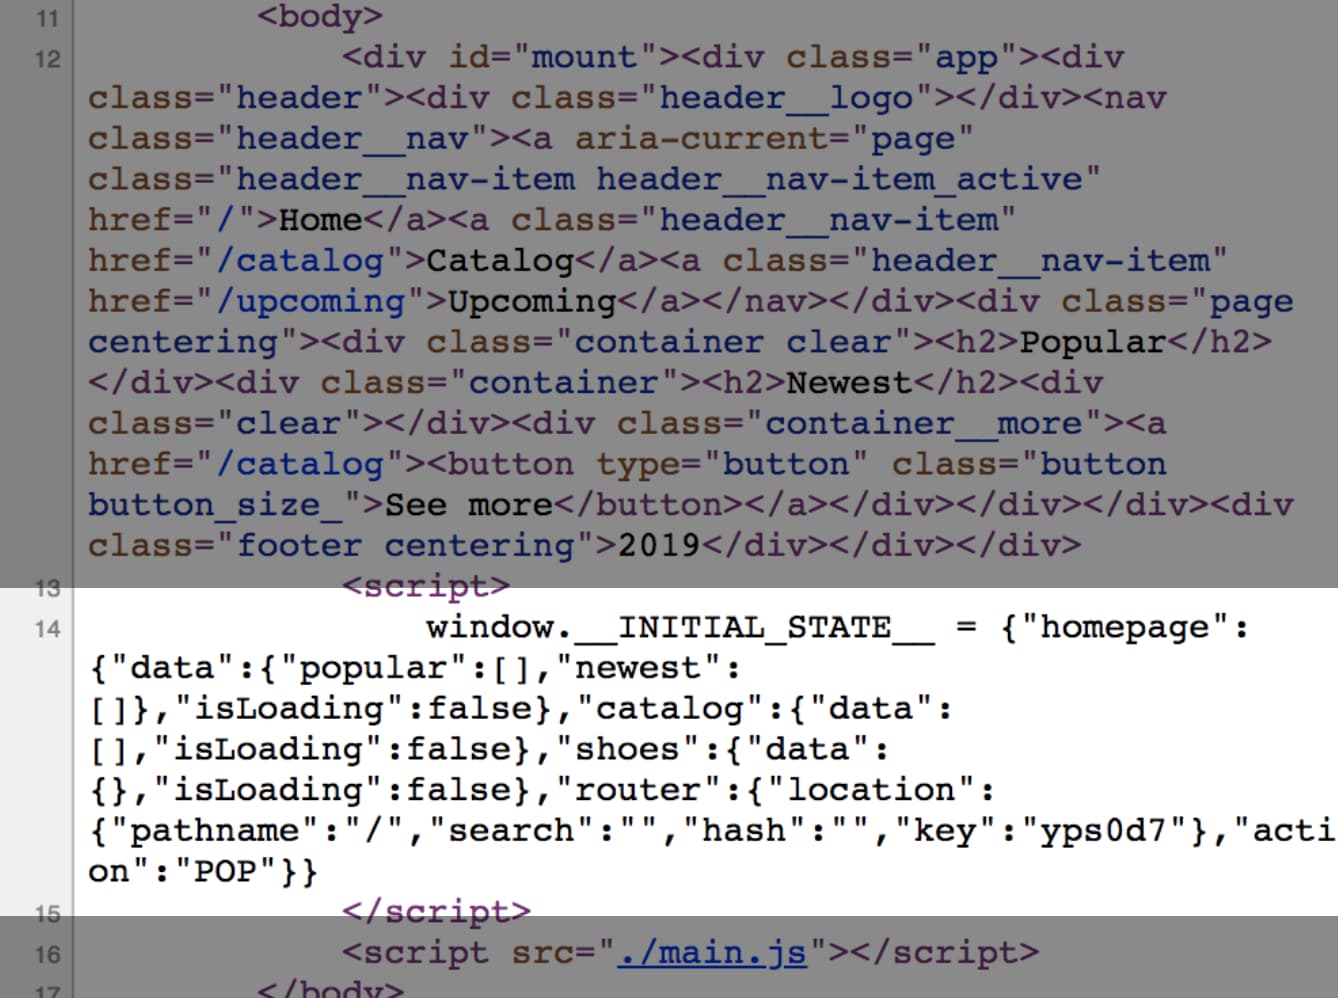 11 <body>
12 <div id="mount"><div class="app"><div
class="header"><div class="header__logo"></div><nav
class="header__nav"><a aria-current="page"
class="header__nav-item header__nav-item_active"
href="/">Home</a><a class="header__nav-item"
href="/catalog">Catalog</a><a class="header__nav-item"
href="/upcoming">Upcoming</a></nav></div><div class="page
centering"><div class="container clear"><h2>Popular</h2>
</div><div class="container"><h2>Newest</h2><div
class="clear"></div><div class="container__more"><a
href="/catalog"><button type="button" class="button
button_size_">See more</button></a></div></div></div><div
class="footer centering">2019</div></div></div>
13 <script>
14 window.__INITIAL_STATE__ = {"homepage":
{"data":{"popular":[],"newest":
[]},"isLoading":false},"catalog":{"data":
[],"isLoading":false},"shoes":{"data":
{},"isLoading":false},"router":{"location":
{"pathname":"/","search":"","hash":"","key":"yps0d7"},"acti
on":"POP"}}
15 </script>
16 <script src="./main.js"></script>
17 </body>